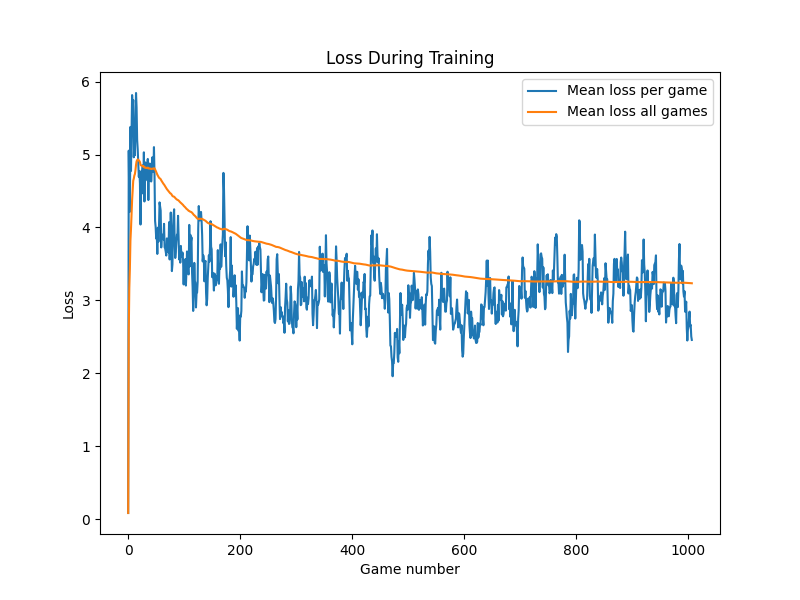 Loss During Training
Mean loss per game
Mean loss all games
6
5
4
3
2
1
0
Loss
0 200 400 600 800 1000
Game number